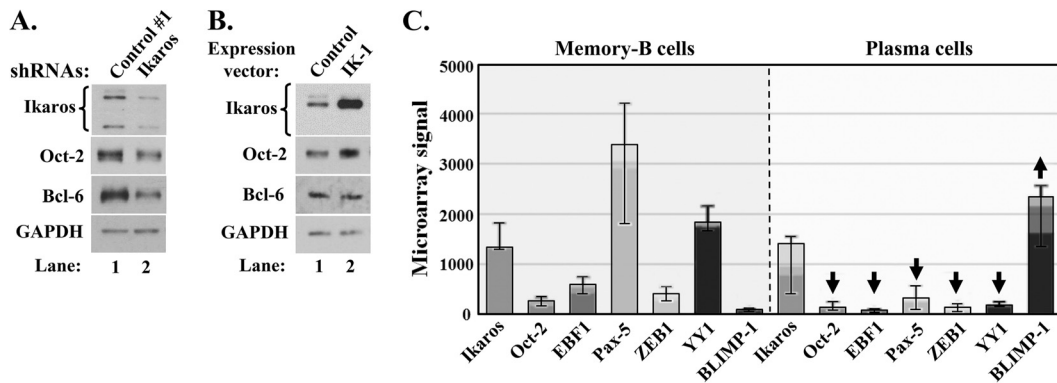 A.
shRNAs:
Control #1
Ikaros
Ikaros
Oct-2
Bcl-6
GAPDH
Lane: 1 2
B.
Expression
vector:
Control
IK-1
Ikaros
Oct-2
Bcl-6
GAPDH
Lane: 1 2
C.
Memory-B cells Plasma cells
Microarray signal
5000
4000
3000
2000
1000
0
Ikaros
Oct-2
EBF1
Pax-5
ZEB1
YY1
BLIMP-1
Ikaros
Oct-2
EBF1
Pax-5
ZEB1
YY1
BLIMP-1